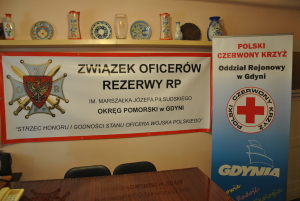 ZWIĄZEK OFICERÓW
REZERWY RP
IM. MARSZAŁKA JÓZEFA PIŁSUDSKIEGO
OKRĘG POMORSKI w GDYNI
"STRZEC HONORU I GODNOŚCI STANU OFICERA WOJSKA POLSKIEGO"
POLSKI
CZERWONY KRZYŻ
Oddział Rejonowy
w Gdyni
POLSKI CZERWONY KRZYŻ
GDYNIA